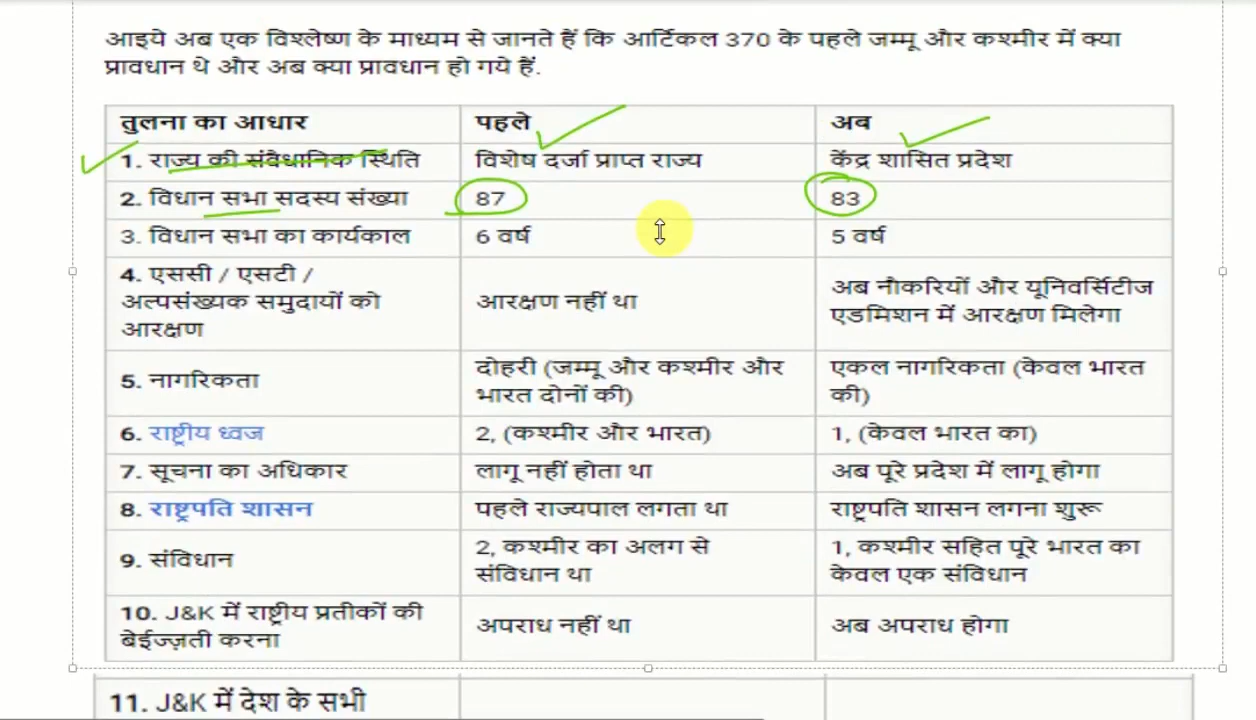 आइये अब एक विश्लेष्ण के माध्यम से जानते हैं कि आर्टिकल 370 के पहले जम्मू और कश्मीर में क्या
प्रावधान थे और अब क्या प्रावधान हो गये हैं.
तुलना का आधार पहले अब
1. राज्य की संवैधानिक स्थिति विशेष दर्जा प्राप्त राज्य केंद्र शासित प्रदेश
2. विधान सभा सदस्य संख्या 87 83
3. विधान सभा का कार्यकाल 6 वर्ष 5 वर्ष
4. एससी / एसटी /
अल्पसंख्यक समुदायों को
आरक्षण
आरक्षण नहीं था
अब नौकरियों और यूनिवर्सिटीज
एडमिशन में आरक्षण मिलेगा
5. नागरिकता
दोहरी (जम्मू और कश्मीर और
भारत दोनों की)
एकल नागरिकता (केवल भारत
की)
6. राष्ट्रीय ध्वज 2, (कश्मीर और भारत) 1, (केवल भारत का)
7. सूचना का अधिकार लागू नहीं होता था अब पूरे प्रदेश में लागू होगा
8. राष्ट्रपति शासन पहले राज्यपाल लगता था राष्ट्रपति शासन लगना शुरू
9. संविधान
2, कश्मीर का अलग से
संविधान था
1, कश्मीर सहित पूरे भारत का
केवल एक संविधान
10. J&K में राष्ट्रीय प्रतीकों की
बेईज्ज़ती करना
अपराध नहीं था
अब अपराध होगा
11. J&K में देश के सभी